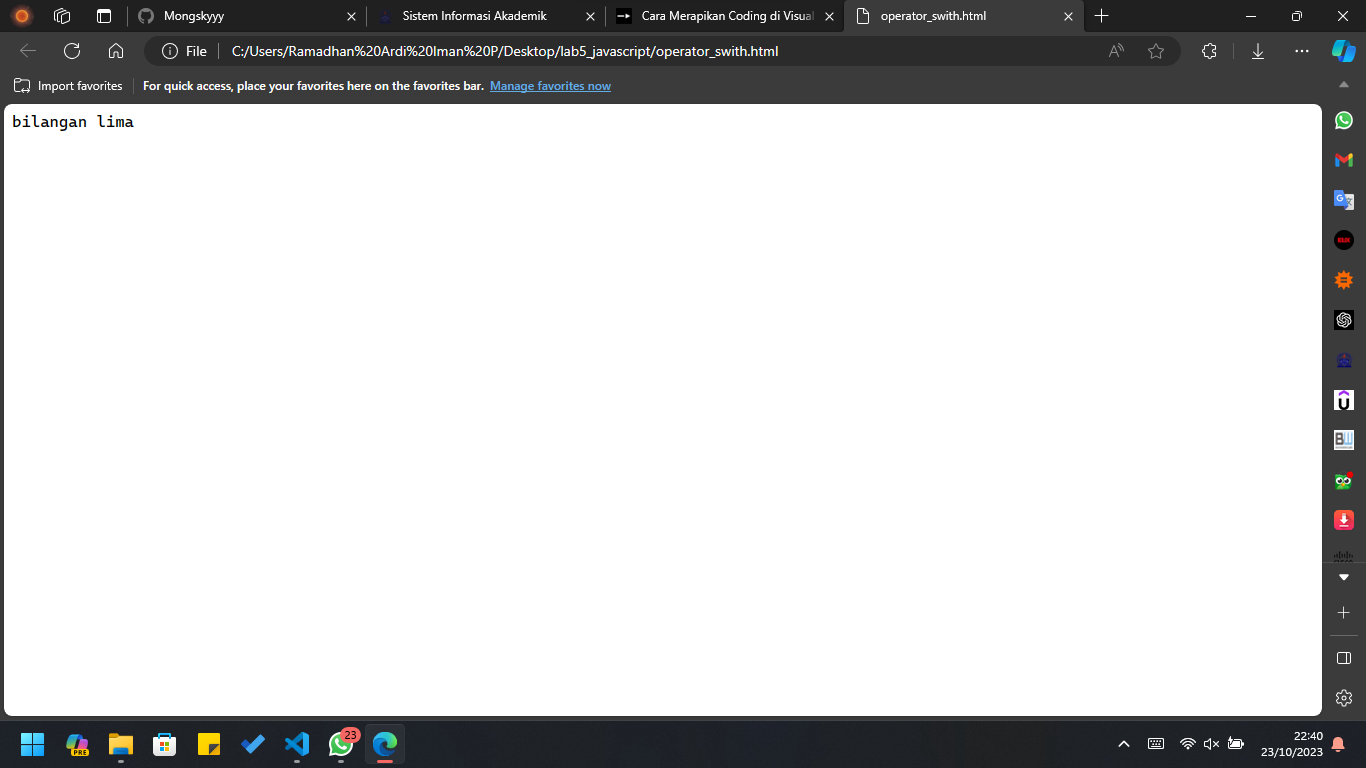 Mongskyyy
Sistem Informasi Akademik
Cara Merapikan Coding di Visual
operator_swith.html
File
C:/Users/Ramadhan%20Ardi%20Iman%20P/Desktop/lab5_javascript/operator_swith.html
Import favorites
For quick access, place your favorites here on the favorites bar. Manage favorites now
bilangan lima
BW
PRE
23
22:40
23/10/2023